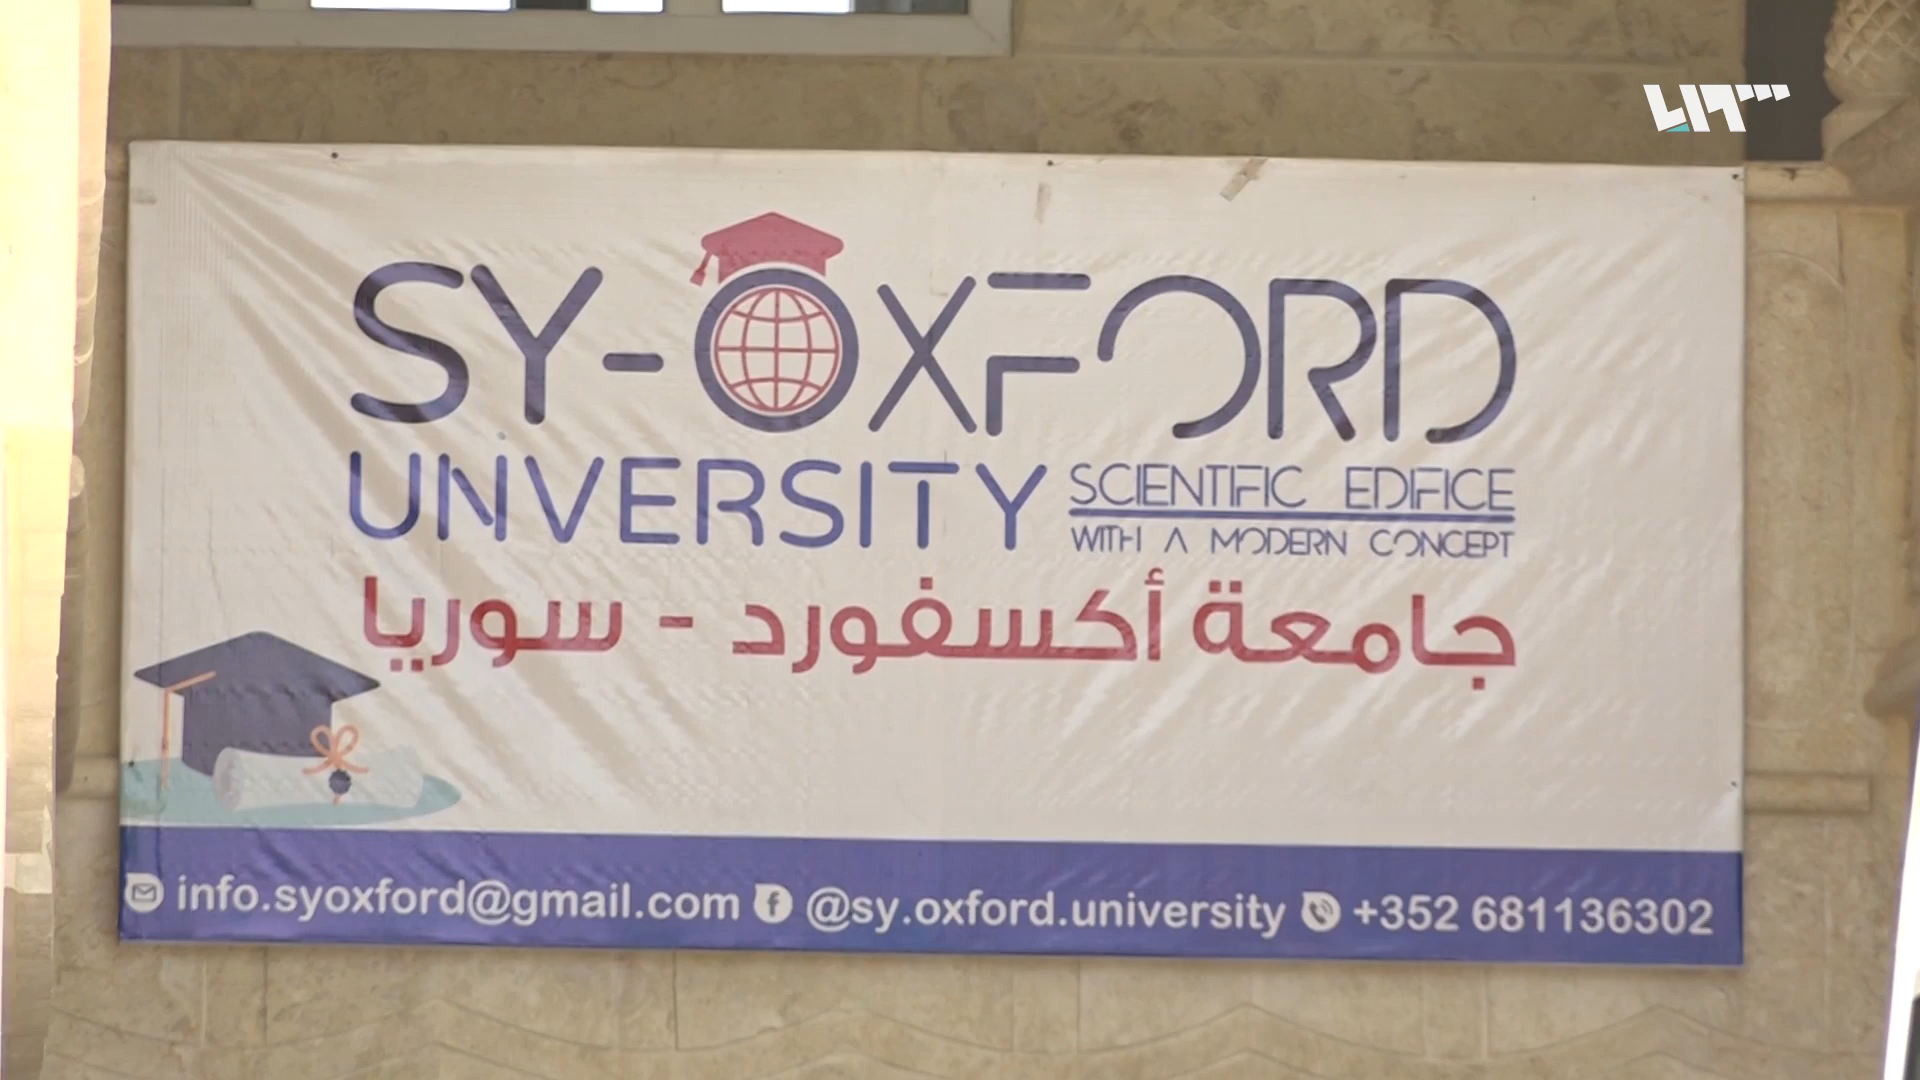 SY-OXFORD
UNVERSITY
SCIENTIFIC EDIFICE
WITH A MODERN CONCEPT
جامعة أكسفورد - سوريا
info.syoxford@gmail.com @sy.oxford.university +352 681136302